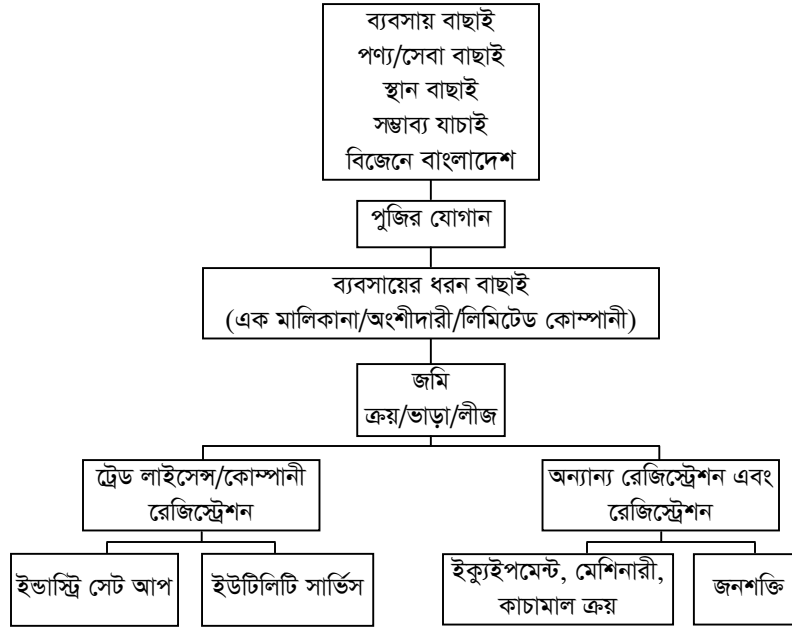 ব্যবসায় বাছাই
পণ্য/সেবা বাছাই
স্থান বাছাই
সম্ভাব্য যাচাই
বিজেনে বাংলাদেশ
পুজির যোগান
ব্যবসায়ের ধরন বাছাই
(এক মালিকানা/অংশীদারী/লিমিটেড কোম্পানী)
জমি
ক্রয়/ভাড়া/লীজ
ট্রেড লাইসেন্স/কোম্পানী
রেজিস্ট্রেশন
অন্যান্য রেজিস্ট্রেশন এবং
রেজিস্ট্রেশন
ইন্ডাস্ট্রি সেট আপ
ইউটিলিটি সার্ভিস
ইক্যুইপমেন্ট, মেশিনারী,
কাচামাল ক্রয়
জনশক্তি